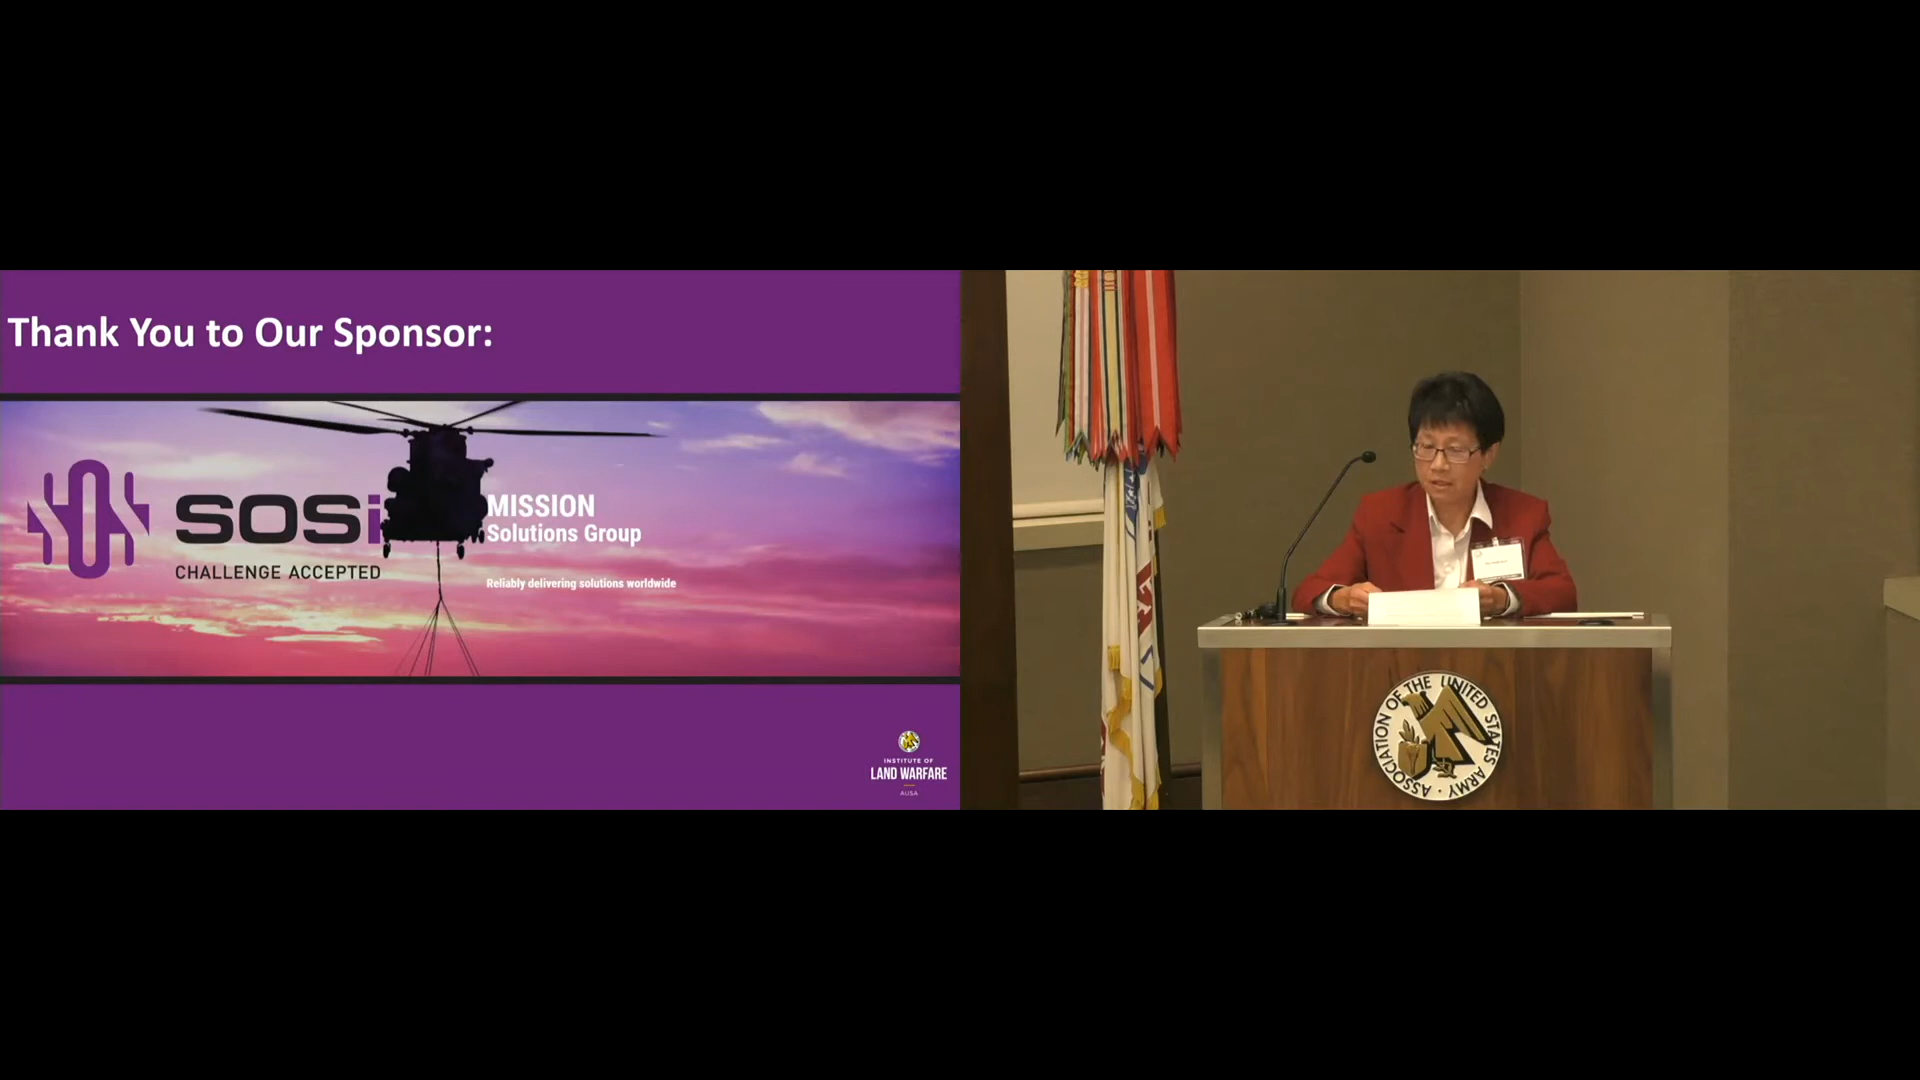 Thank You to Our Sponsor:
SOSi
CHALLENGE ACCEPTED
MISSION
Solutions Group
Reliably delivering solutions worldwide
INSTITUTE OF
LAND WARFARE
AUSA
ASSOCIATION OF THE UNITED STATES ARMY